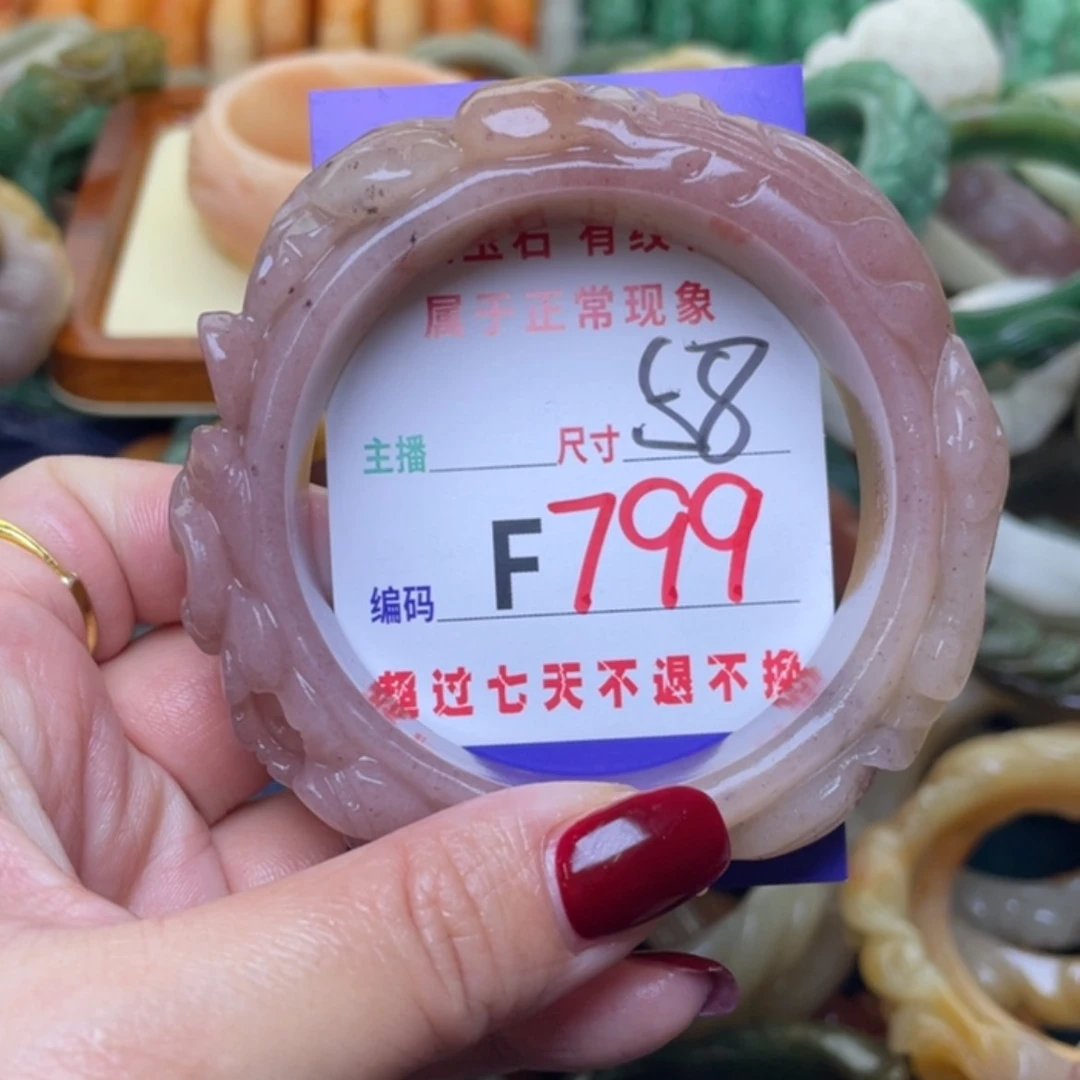 玉石 有纹
属于正常现象
主播 尺寸 58
编码 F799
超过七天不退不换